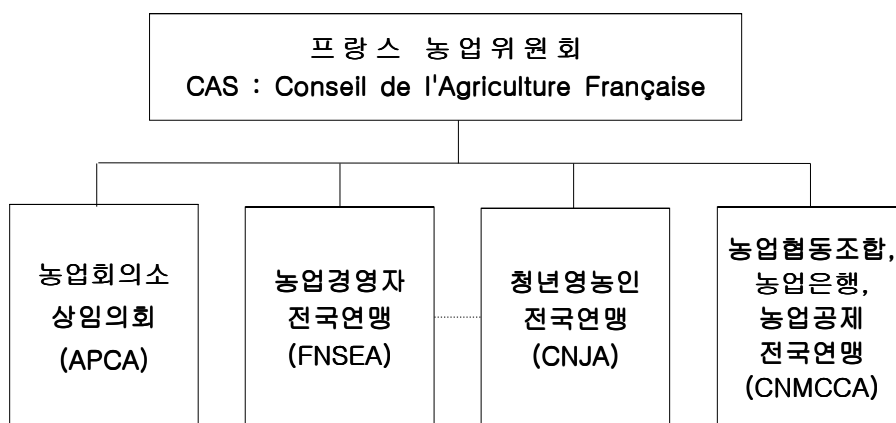 프랑스 농업위원회
CAS : Conseil de l'Agriculture Française
농업회의소
상임의회
(APCA)
농업경영자
전국연맹
(FNSEA)
청년영농인
전국연맹
(CNJA)
농업협동조합,
농업은행,
농업공제
전국연맹
(CNMCCA)